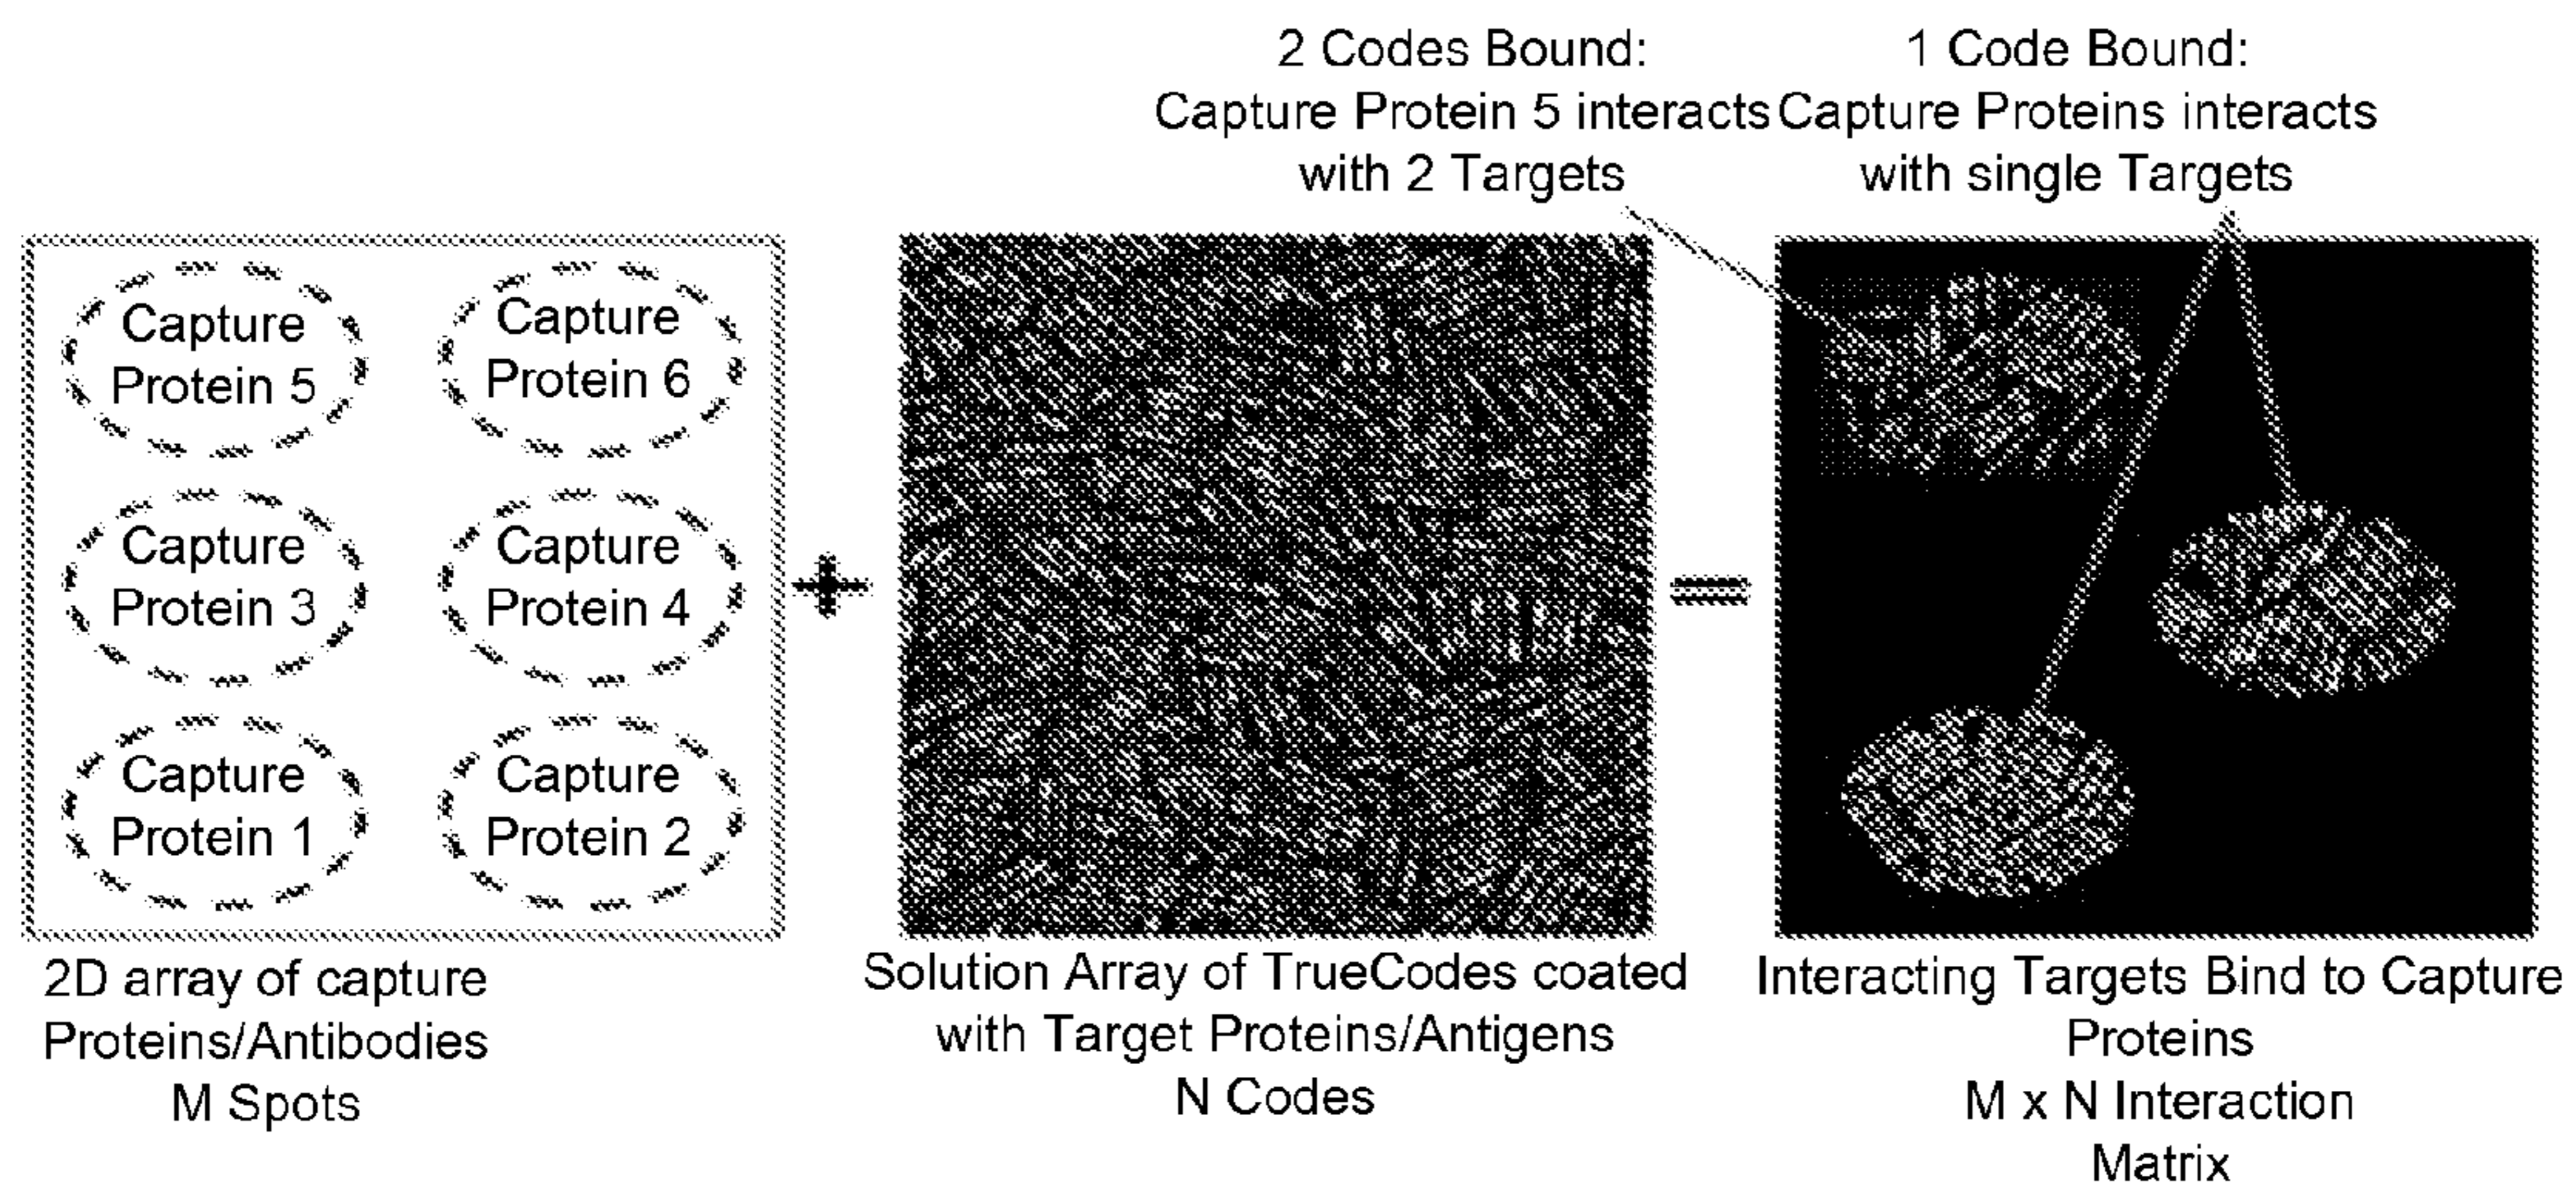 2 Codes Bound:
Capture Protein 5 interacts
with 2 Targets
1 Code Bound:
Capture Proteins interacts
with single Targets
Capture
Protein 5
Capture
Protein 6
Capture
Protein 3
Capture
Protein 4
Capture
Protein 1
Capture
Protein 2
+
=
2D array of capture
Proteins/Antibodies
M Spots
Solution Array of TrueCodes coated
with Target Proteins/Antigens
N Codes
Interacting Targets Bind to Capture
Proteins
M x N Interaction
Matrix